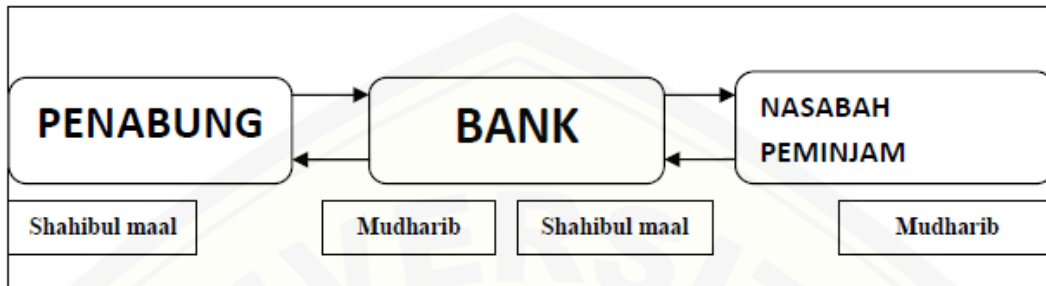 PENABUNG
BANK
NASABAH
PEMINJAM
Shahibul maal
Mudharib
Shahibul maal
Mudharib